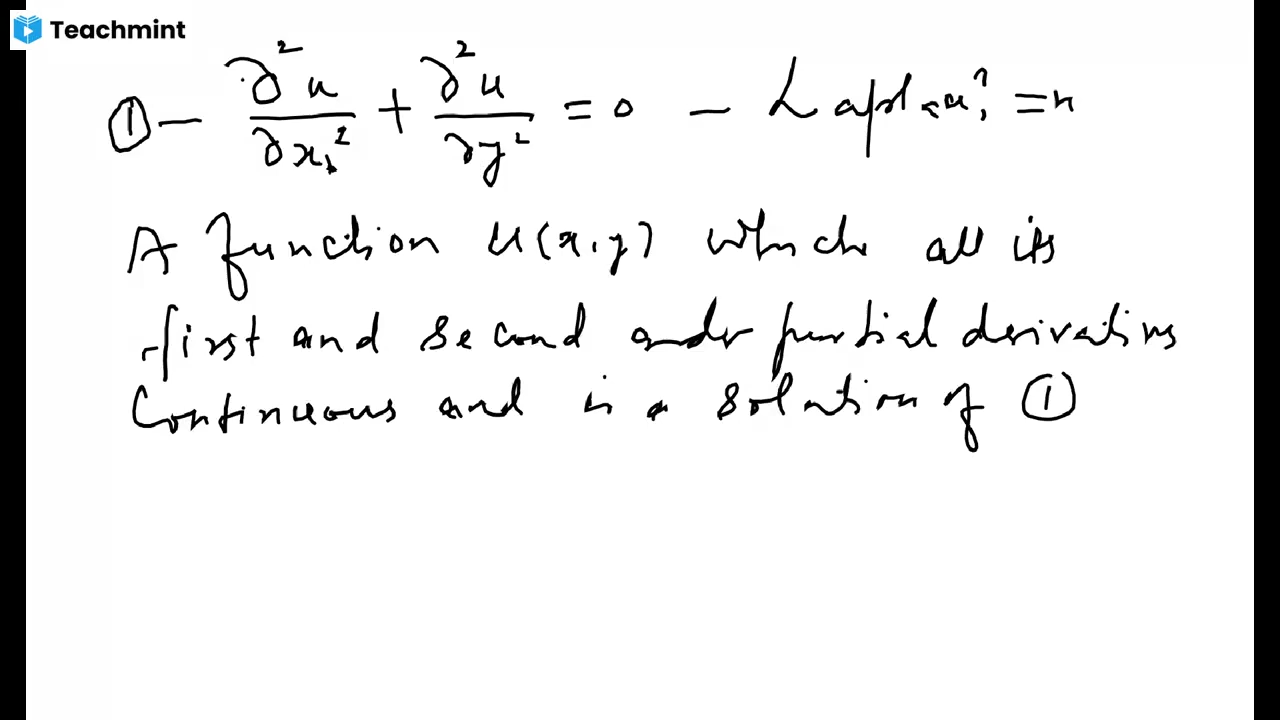 Teachmint
① — ∂²u/∂x² + ∂²u/∂y² = 0 — Laplace's =n
A function u(x,y) which all its
first and second order partial derivatives
Continuous and is a solution of ①